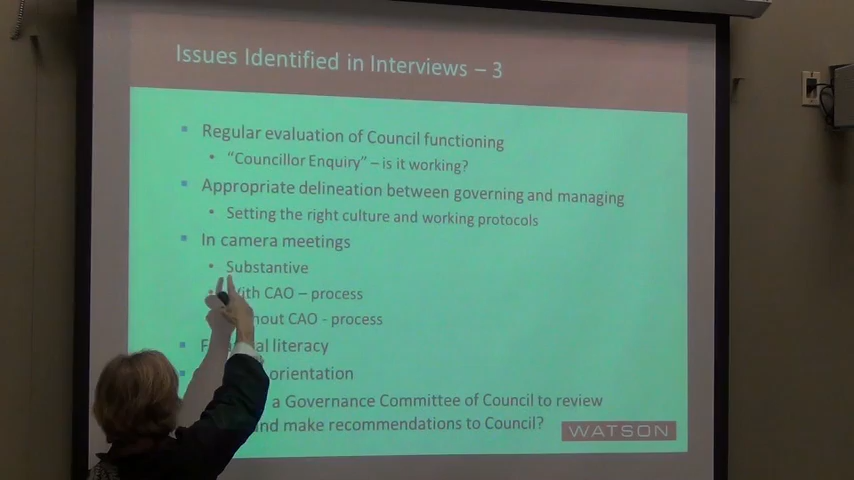 Issues Identified in Interviews – 3
Regular evaluation of Council functioning
"Councillor Enquiry" – is it working?
Appropriate delineation between governing and managing
Setting the right culture and working protocols
In camera meetings
Substantive
With CAO – process
CAO - process
literacy
orientation
a Governance Committee of Council to review
and make recommendations to Council?
WATSON